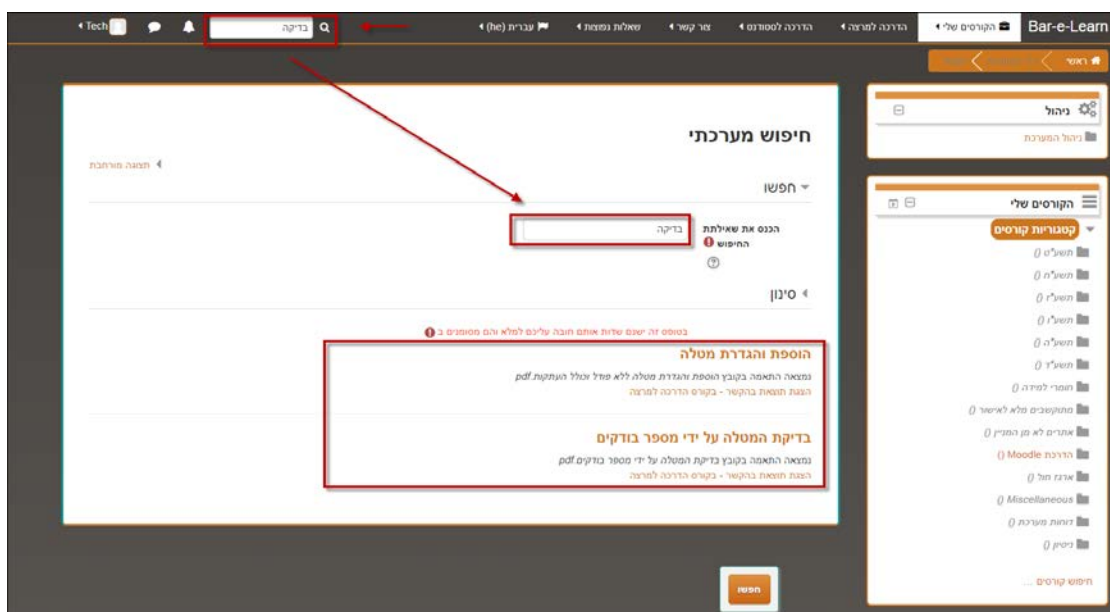 Bar-e-Learn
הקורסים שלי
הדרכה למרצה
הדרכה לסטודנט
צור קשר
שאלות נפוצות
עברית (he)
בדיקה
Tech
ראשי
ניהול
ניהול המערכת
הקורסים שלי
קטגוריות קורסים
תשע"ט ()
תשע"ח ()
תשע"ז ()
תשע"ו ()
תשע"ה ()
תשע"ד ()
חומרי למידה ()
מתוקשבים מלא לאישור ()
אתרים לא מן המניין ()
הדרכת Moodle ()
ארגז חול ()
Miscellaneous ()
דוחות מערכת ()
ניסיון ()
חיפוש קורסים ...
חיפוש מערכתי
תצוגה מורחבת
חפשו
הכנס את שאילתת
החיפוש
בדיקה
סינון
בטופס זה ישנם שדות אותם חובה עליכם למלא והם מסומנים ב
הוספת והגדרת מטלה
נמצאה התאמה בקובץ הוספת והגדרת מטלה ללא פודל וכולל העתקות.pdf
הצגת תוצאת בהקשר - בקורס הדרכה למרצה
בדיקת המטלה על ידי מספר בודקים
נמצאה התאמה בקובץ בדיקת המטלה על ידי מספר בודקים.pdf
הצגת תוצאת בהקשר - בקורס הדרכה למרצה
חפשו